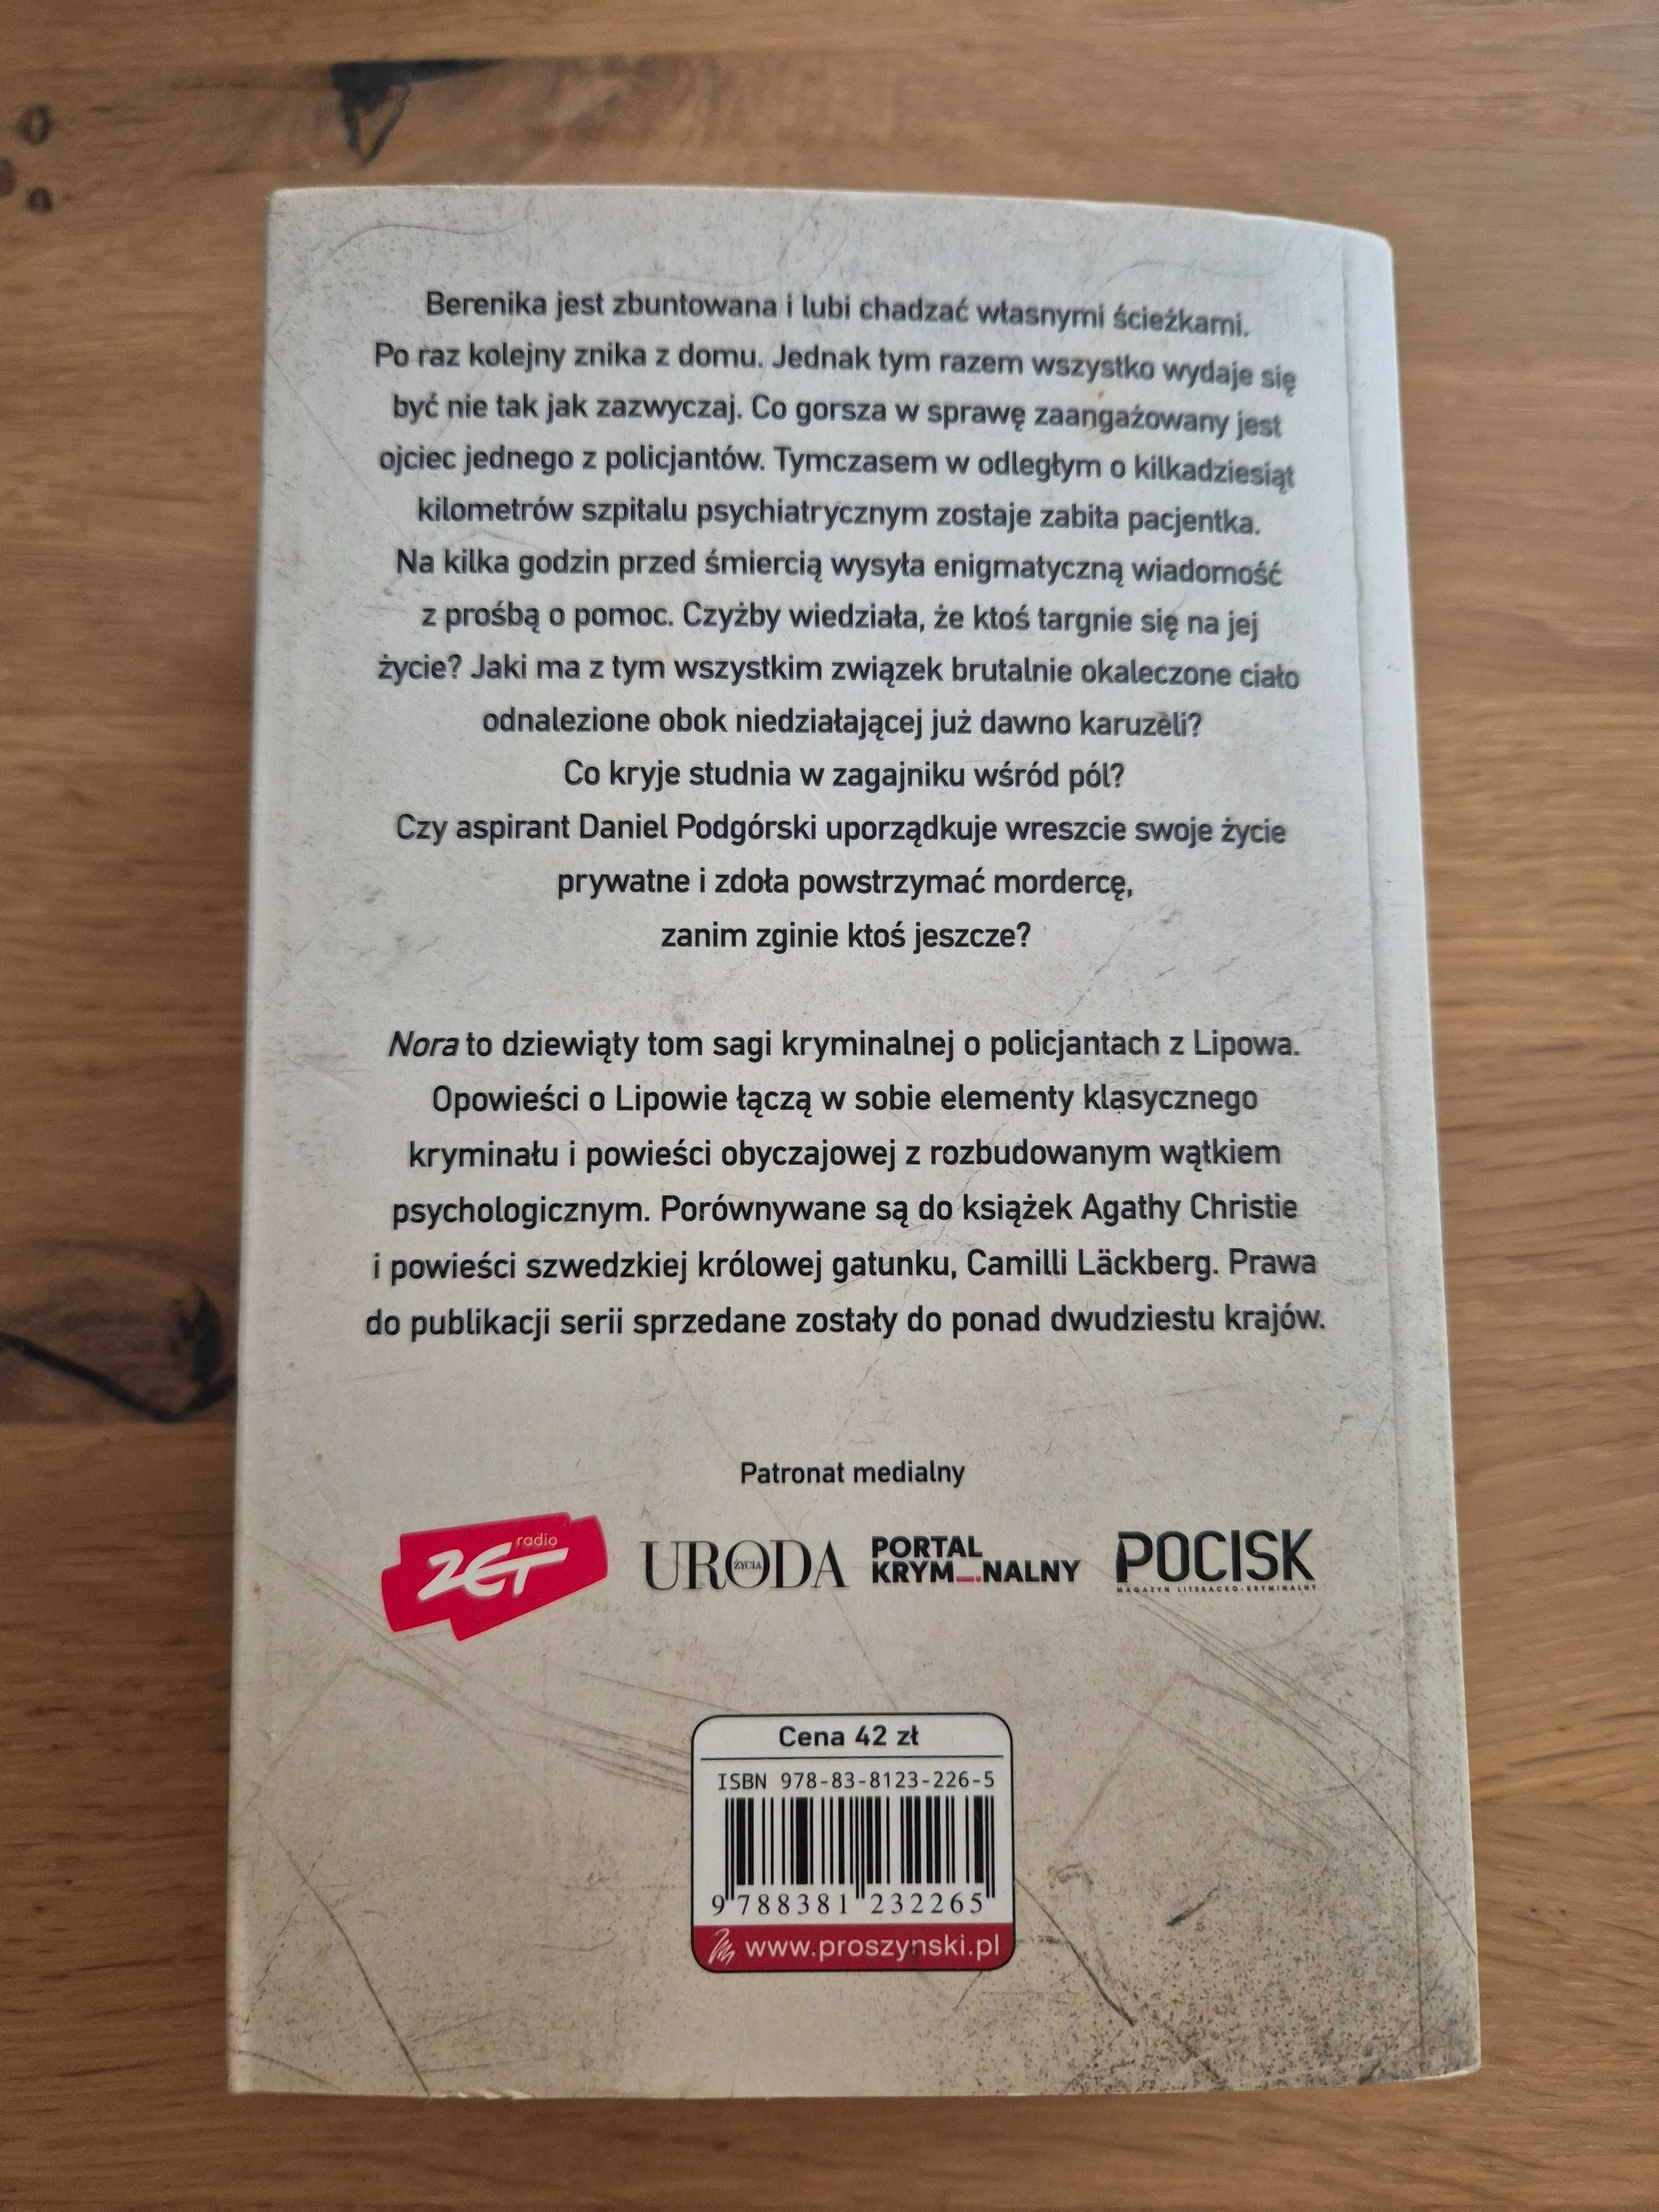 Berenika jest zbuntowana i lubi chadzać własnymi ścieżkami.
Po raz kolejny znika z domu. Jednak tym razem wszystko wydaje się
być nie tak jak zazwyczaj. Co gorsza w sprawę zaangażowany jest
ojciec jednego z policjantów. Tymczasem w odległym o kilkadziesiąt
kilometrów szpitalu psychiatrycznym zostaje zabita pacjentka.
Na kilka godzin przed śmiercią wysyła enigmatyczną wiadomość
z prośbą o pomoc. Czyżby wiedziała, że ktoś targnie się na jej
życie? Jaki ma z tym wszystkim związek brutalnie okaleczone ciało
odnalezione obok niedziałającej już dawno karuzeli?
Co kryje studnia w zagajniku wśród pól?
Czy aspirant Daniel Podgórski uporządkuje wreszcie swoje życie
prywatne i zdoła powstrzymać mordercę,
zanim zginie ktoś jeszcze?
Nora to dziewiąty tom sagi kryminalnej o policjantach z Lipowa.
Opowieści o Lipowie łączą w sobie elementy klasycznego
kryminału i powieści obyczajowej z rozbudowanym wątkiem
psychologicznym. Porównywane są do książek Agathy Christie
i powieści szwedzkiej królowej gatunku, Camilli Läckberg. Prawa
do publikacji serii sprzedane zostały do ponad dwudziestu krajów.
Patronat medialny
radio
ZET
URODA
ŻYCIA
PORTAL
KRYM_.NALNY
POCISK
MAGAZYN LITERACKO-KRYMINALNY
Cena 42 zł
ISBN 978-83-8123-226-5
9 788381 232265
www.proszynski.pl